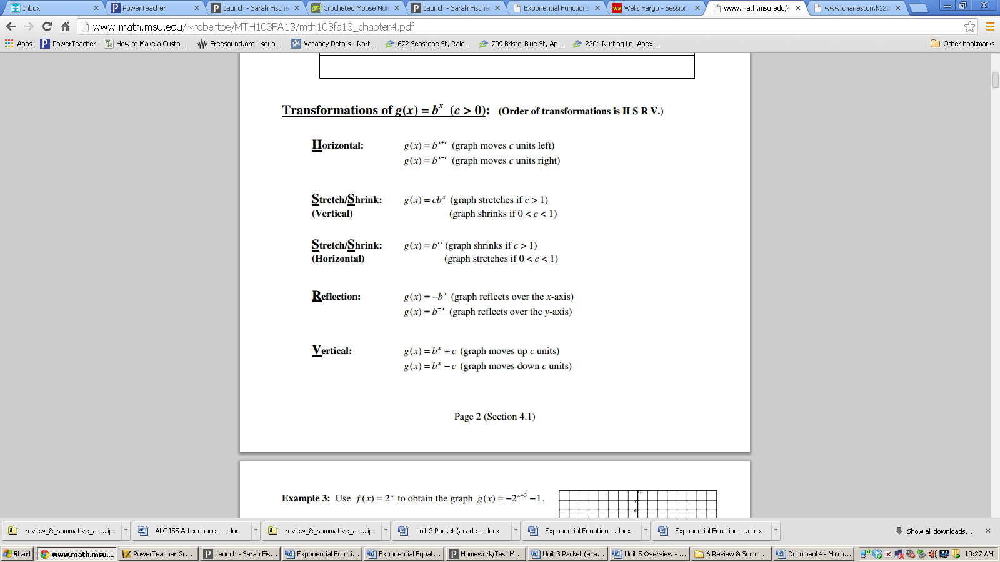 Inbox
PowerTeacher
Launch - Sarah Fische
Crocheted Moose Num
Launch - Sarah Fische
Exponential Functions
Wells Fargo - Session
www.math.msu.edu/~
www.charleston.k12.i
www.math.msu.edu/~robertbe/MTH103FA13/mth103fa13_chapter4.pdf
Apps
PowerTeacher
How to Make a Custo...
Freesound.org - soun...
Vacancy Details - Nort...
672 Seastone St, Rale...
709 Bristol Blue St, Ap...
2304 Nutting Ln, Apex...
Other bookmarks
Transformations of g(x) = b^x (c > 0): (Order of transformations is H S R V.)
Horizontal: g(x) = b^{x+c} (graph moves c units left)
g(x) = b^{x−c} (graph moves c units right)
Stretch/Shrink: g(x) = cb^x (graph stretches if c > 1)
(Vertical) (graph shrinks if 0 < c < 1)
Stretch/Shrink: g(x) = b^{cx} (graph shrinks if c > 1)
(Horizontal) (graph stretches if 0 < c < 1)
Reflection: g(x) = −b^x (graph reflects over the x-axis)
g(x) = b^{−x} (graph reflects over the y-axis)
Vertical: g(x) = b^x + c (graph moves up c units)
g(x) = b^x − c (graph moves down c units)
Page 2 (Section 4.1)
Example 3: Use f(x) = 2^x to obtain the graph g(x) = −2^{x+3} − 1.
y
7
6
review_&_summative_a....zip
ALC ISS Attendance- ....doc
review_&_summative_a....zip
Unit 3 Packet (acade....docx
Exponential Equation....docx
Exponential Function ....docx
Show all downloads...
Start
www.math.msu....
PowerTeacher Gr...
Launch - Sarah Fis...
Exponential Functi...
Exponential Equat...
Homework/Test M...
Unit 3 Packet (aca...
Unit 5 Overview - ...
6 Review & Summ...
Document4 - Micro...
10:27 AM